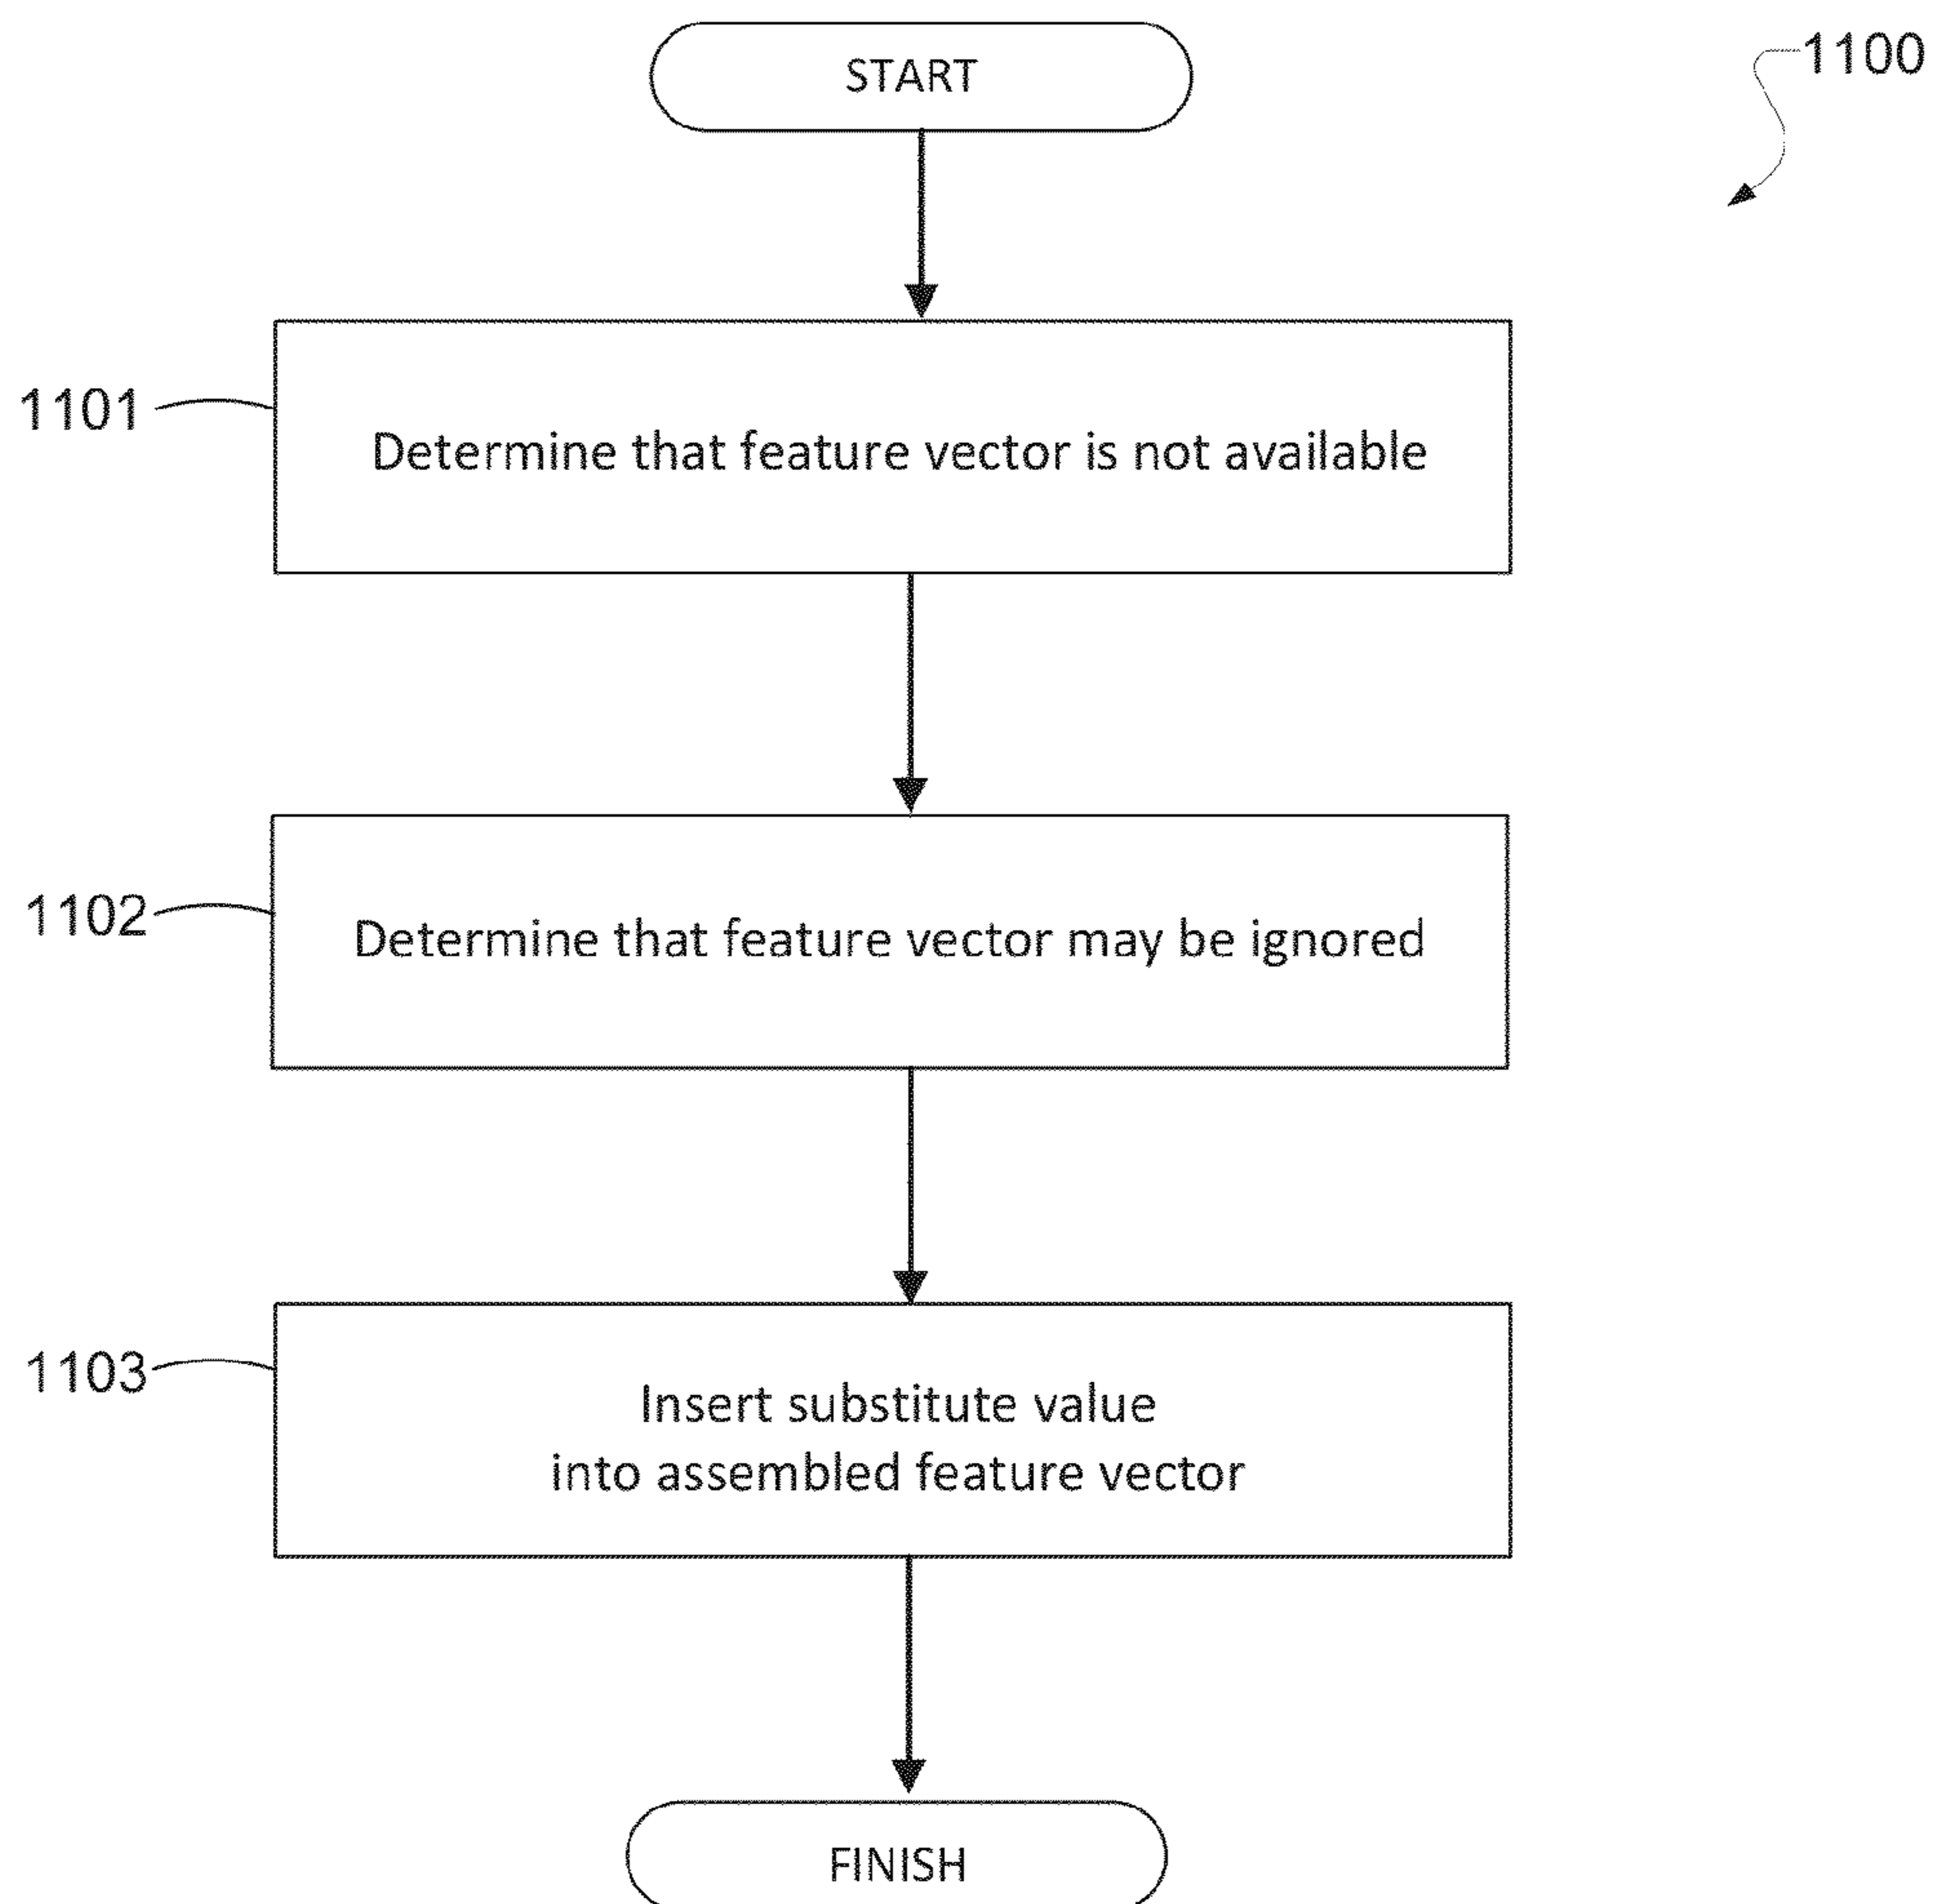 START
1100
1101
Determine that feature vector is not available
1102
Determine that feature vector may be ignored
1103
Insert substitute value
into assembled feature vector
FINISH